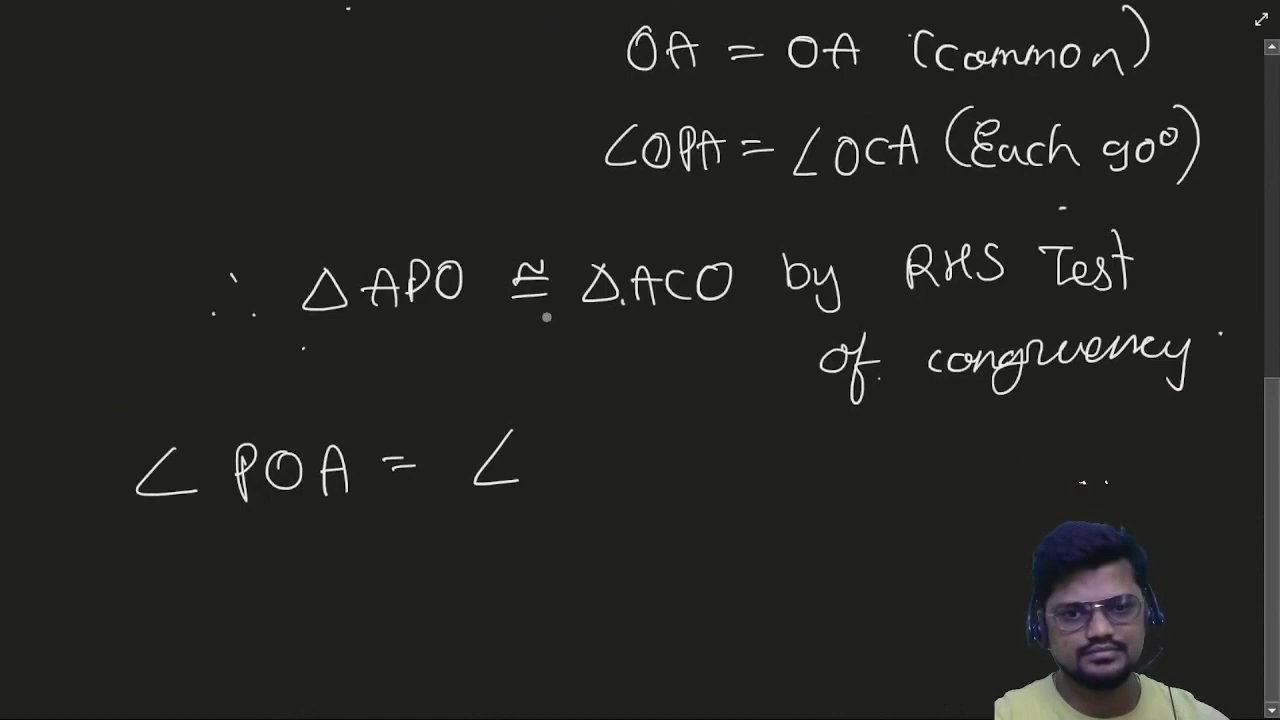 OA = OA (common)
∠OPA = ∠OCA (Each 90°)
∴ △APO ≅ △ACO by RHS Test
of congruency
∠POA = ∠